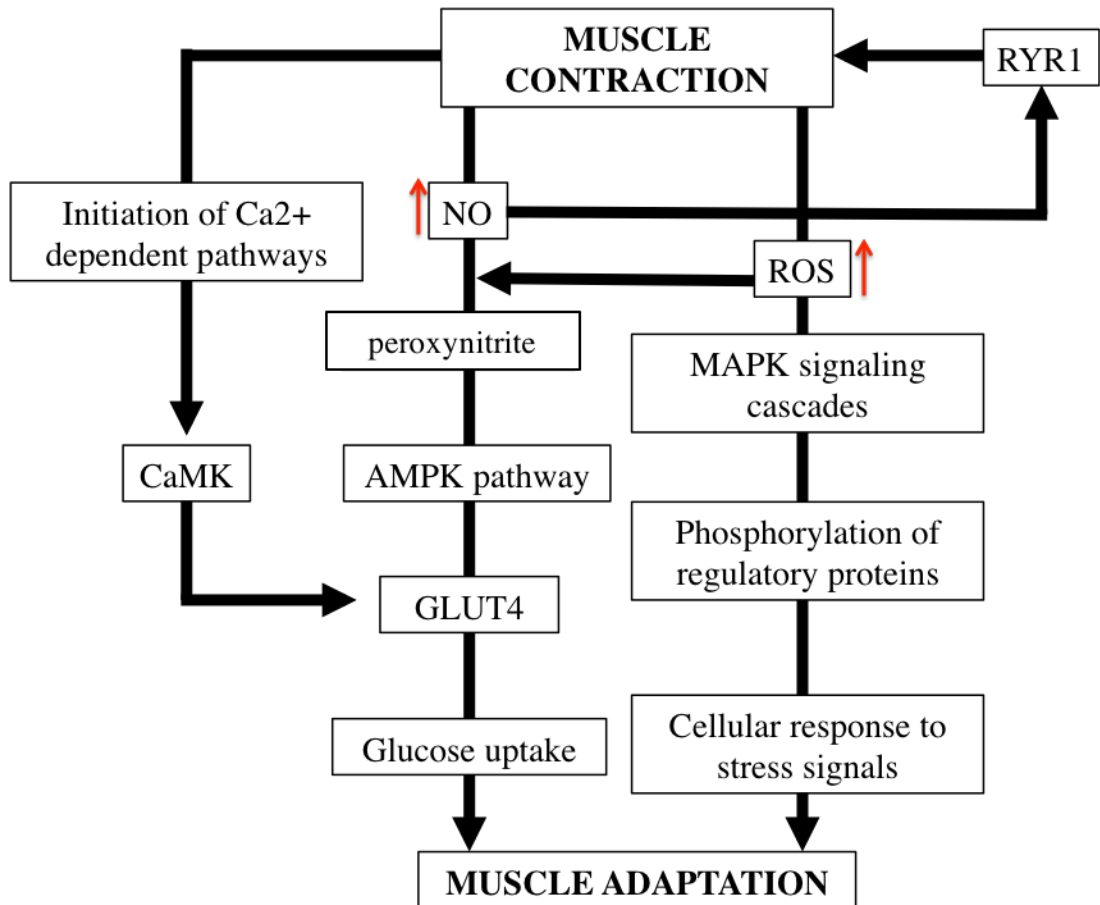 MUSCLE
CONTRACTION
RYR1
Initiation of Ca2+
dependent pathways
NO
ROS
peroxynitrite
MAPK signaling
cascades
CaMK
AMPK pathway
Phosphorylation of
regulatory proteins
GLUT4
Glucose uptake
Cellular response to
stress signals
MUSCLE ADAPTATION